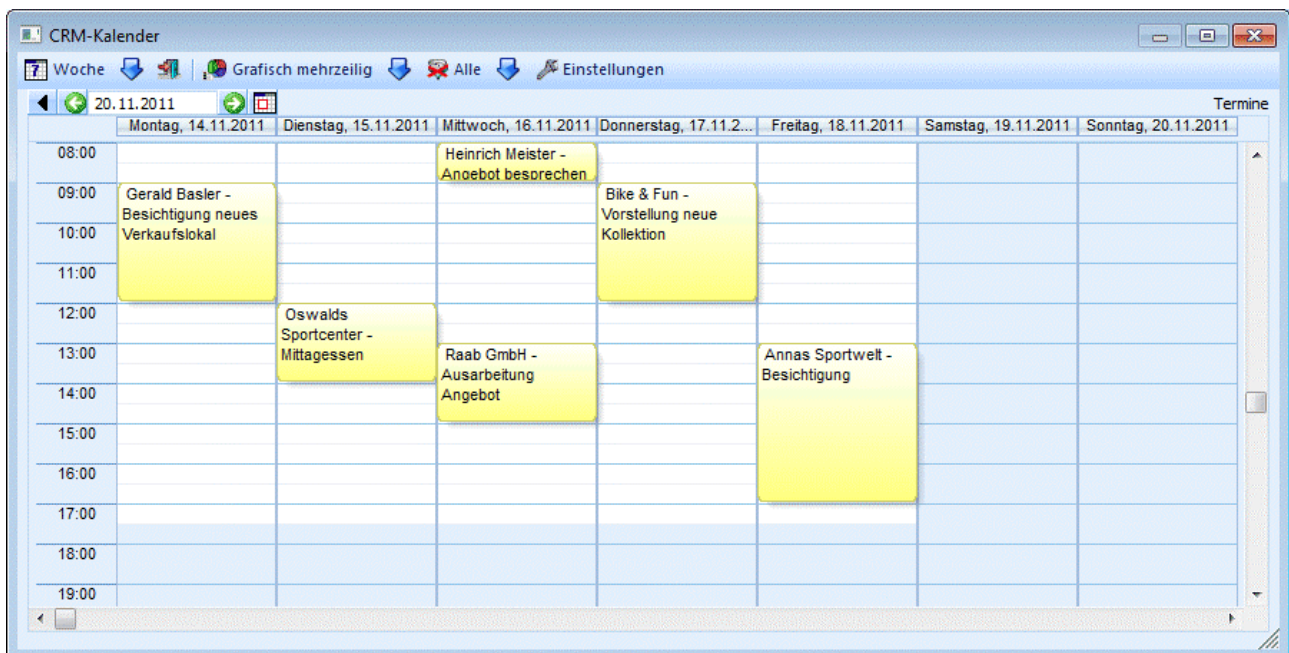 CRM-Kalender
Woche Grafisch mehrzeilig Alle Einstellungen
20.11.2011 Termine
Montag, 14.11.2011 Dienstag, 15.11.2011 Mittwoch, 16.11.2011 Donnerstag, 17.11.2... Freitag, 18.11.2011 Samstag, 19.11.2011 Sonntag, 20.11.2011
08:00
Heinrich Meister -
Angebot besprechen
09:00
Gerald Basler -
Besichtigung neues
Verkaufslokal
Bike & Fun -
Vorstellung neue
Kollektion
10:00
11:00
12:00
Oswalds
Sportcenter -
Mittagessen
13:00
Raab GmbH -
Ausarbeitung
Angebot
Annas Sportwelt -
Besichtigung
14:00
15:00
16:00
17:00
18:00
19:00